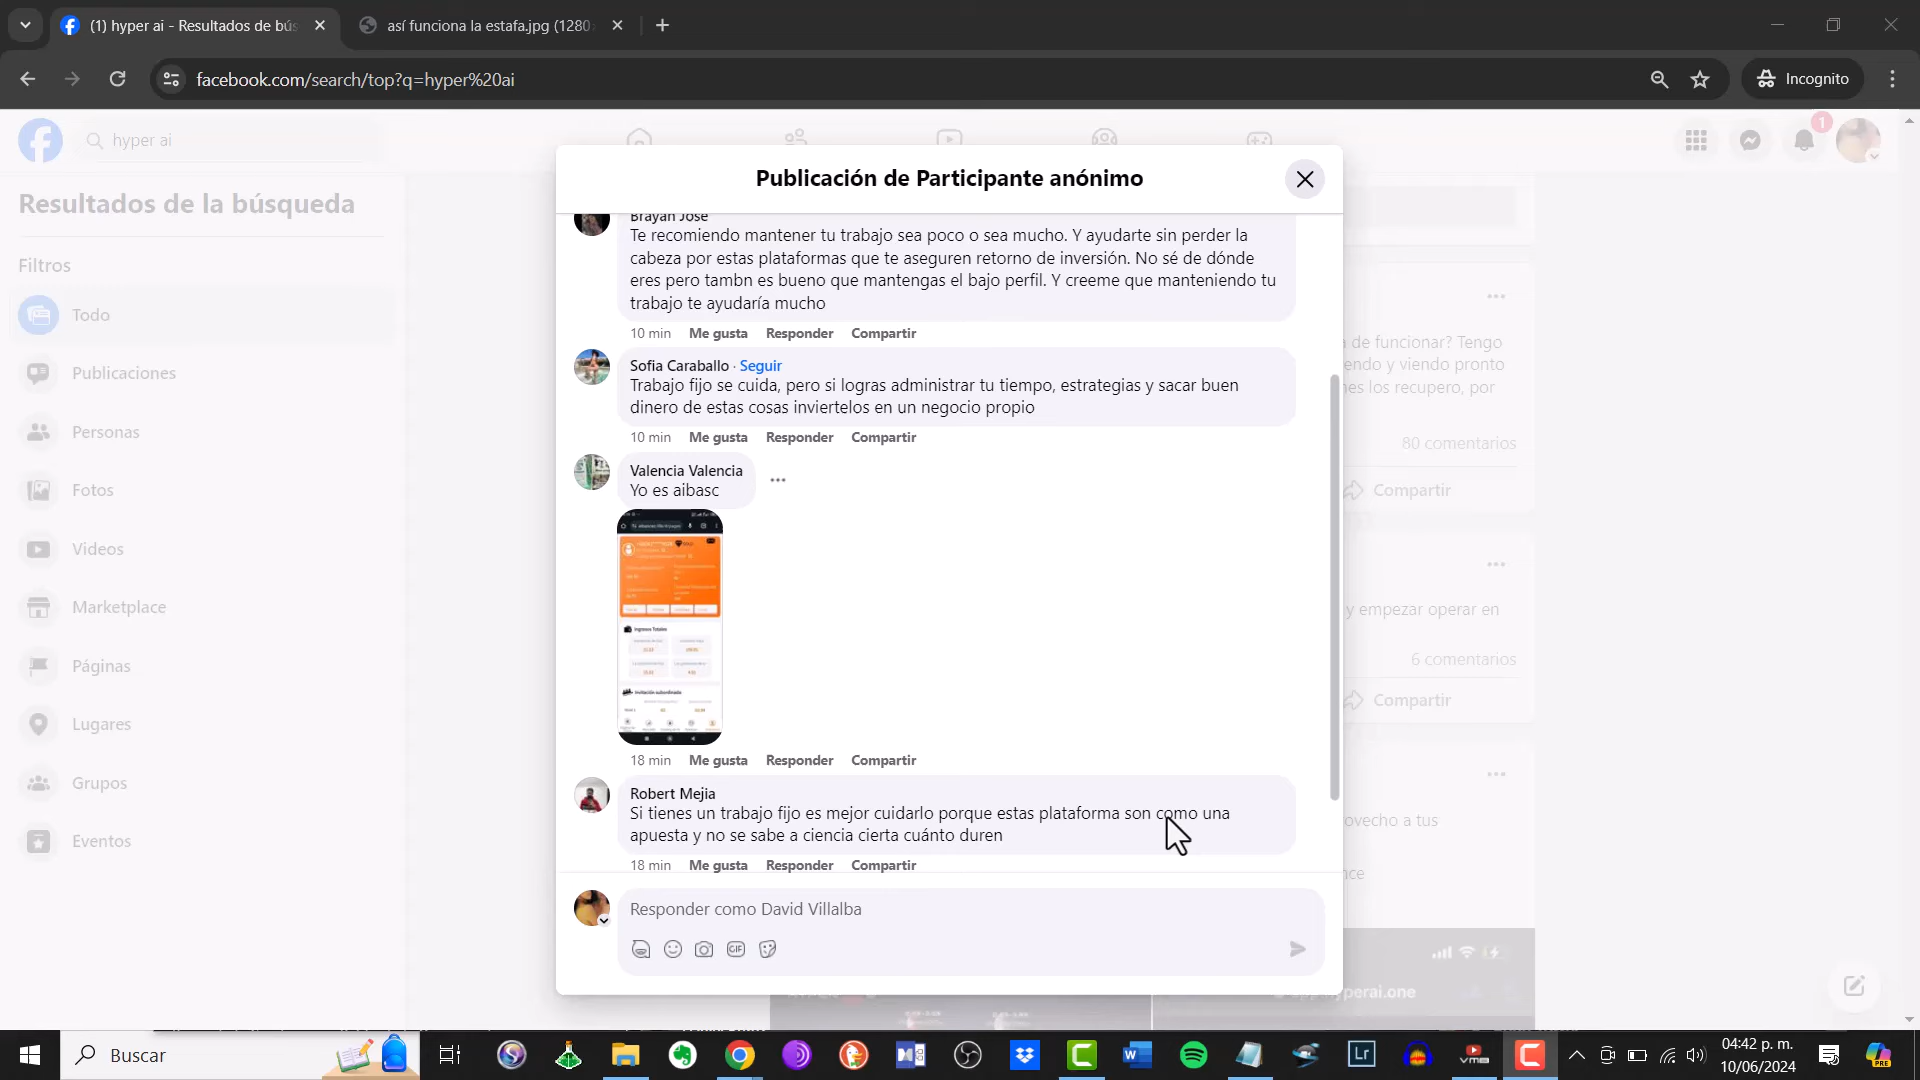 (1) hyper ai - Resultados de bús
así funciona la estafa.jpg (1280
facebook.com/search/top?q=hyper%20ai
Incognito
hyper ai
1
Resultados de la búsqueda
Filtros
Todo
Publicaciones
Personas
Fotos
Videos
Marketplace
Páginas
Lugares
Grupos
Eventos
Publicación de Participante anónimo
Brayan Jose
Te recomiendo mantener tu trabajo sea poco o sea mucho. Y ayudarte sin perder la
cabeza por estas plataformas que te aseguren retorno de inversión. No sé de dónde
eres pero tambn es bueno que mantengas el bajo perfil. Y creeme que manteniendo tu
trabajo te ayudaría mucho
10 min Me gusta Responder Compartir
Sofia Caraballo · Seguir
Trabajo fijo se cuida, pero si logras administrar tu tiempo, estrategias y sacar buen
dinero de estas cosas inviertelos en un negocio propio
10 min Me gusta Responder Compartir
Valencia Valencia
Yo es aibasc
Ingresos Totales
Invitación subordinado
18 min Me gusta Responder Compartir
Robert Mejia
Si tienes un trabajo fijo es mejor cuidarlo porque estas plataforma son como una
apuesta y no se sabe a ciencia cierta cuánto duren
18 min Me gusta Responder Compartir
Responder como David Villalba
GIF
de funcionar? Tengo
endo y viendo pronto
nes los recupero, por
80 comentarios
Compartir
y empezar operar en
6 comentarios
Compartir
ovecho a tus
nce
perai.one
Buscar
Lr
04:42 p. m.
10/06/2024
PRE